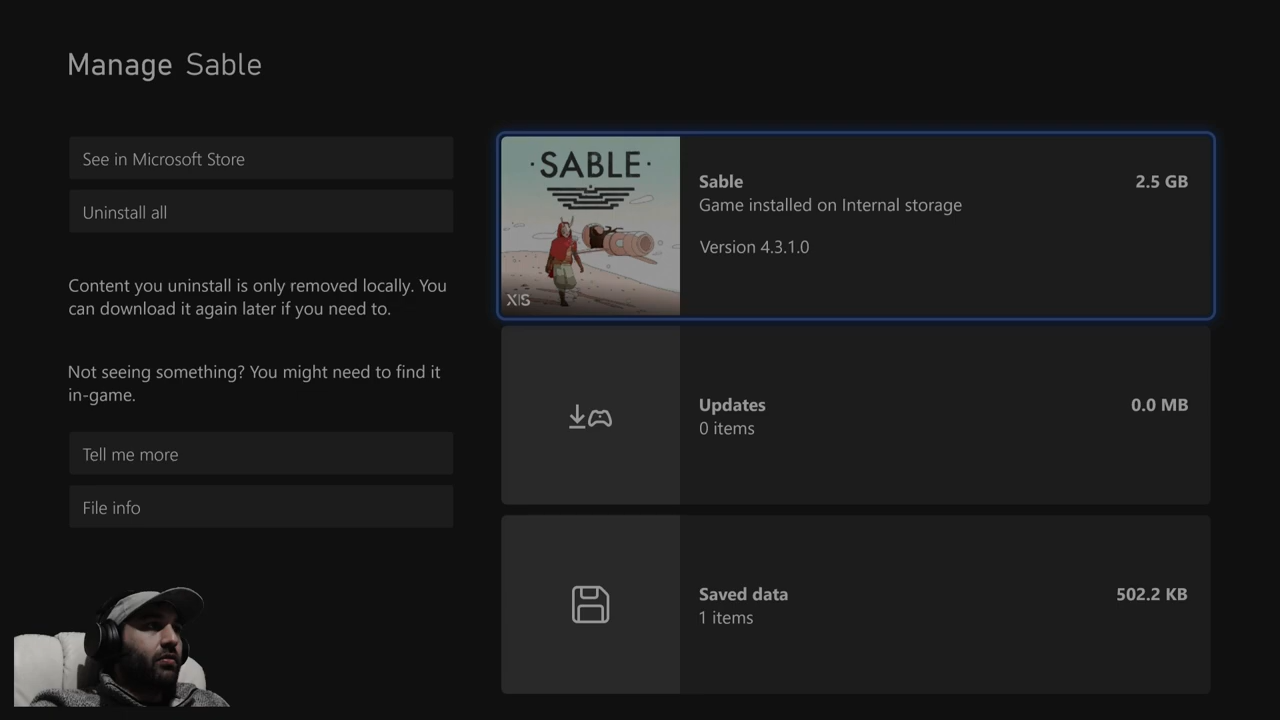 Manage Sable
See in Microsoft Store
Uninstall all
Content you uninstall is only removed locally. You
can download it again later if you need to.
Not seeing something? You might need to find it
in-game.
Tell me more
File info
·SABLE·
X|S
Sable
2.5 GB
Game installed on Internal storage
Version 4.3.1.0
Updates
0.0 MB
0 items
Saved data
502.2 KB
1 items